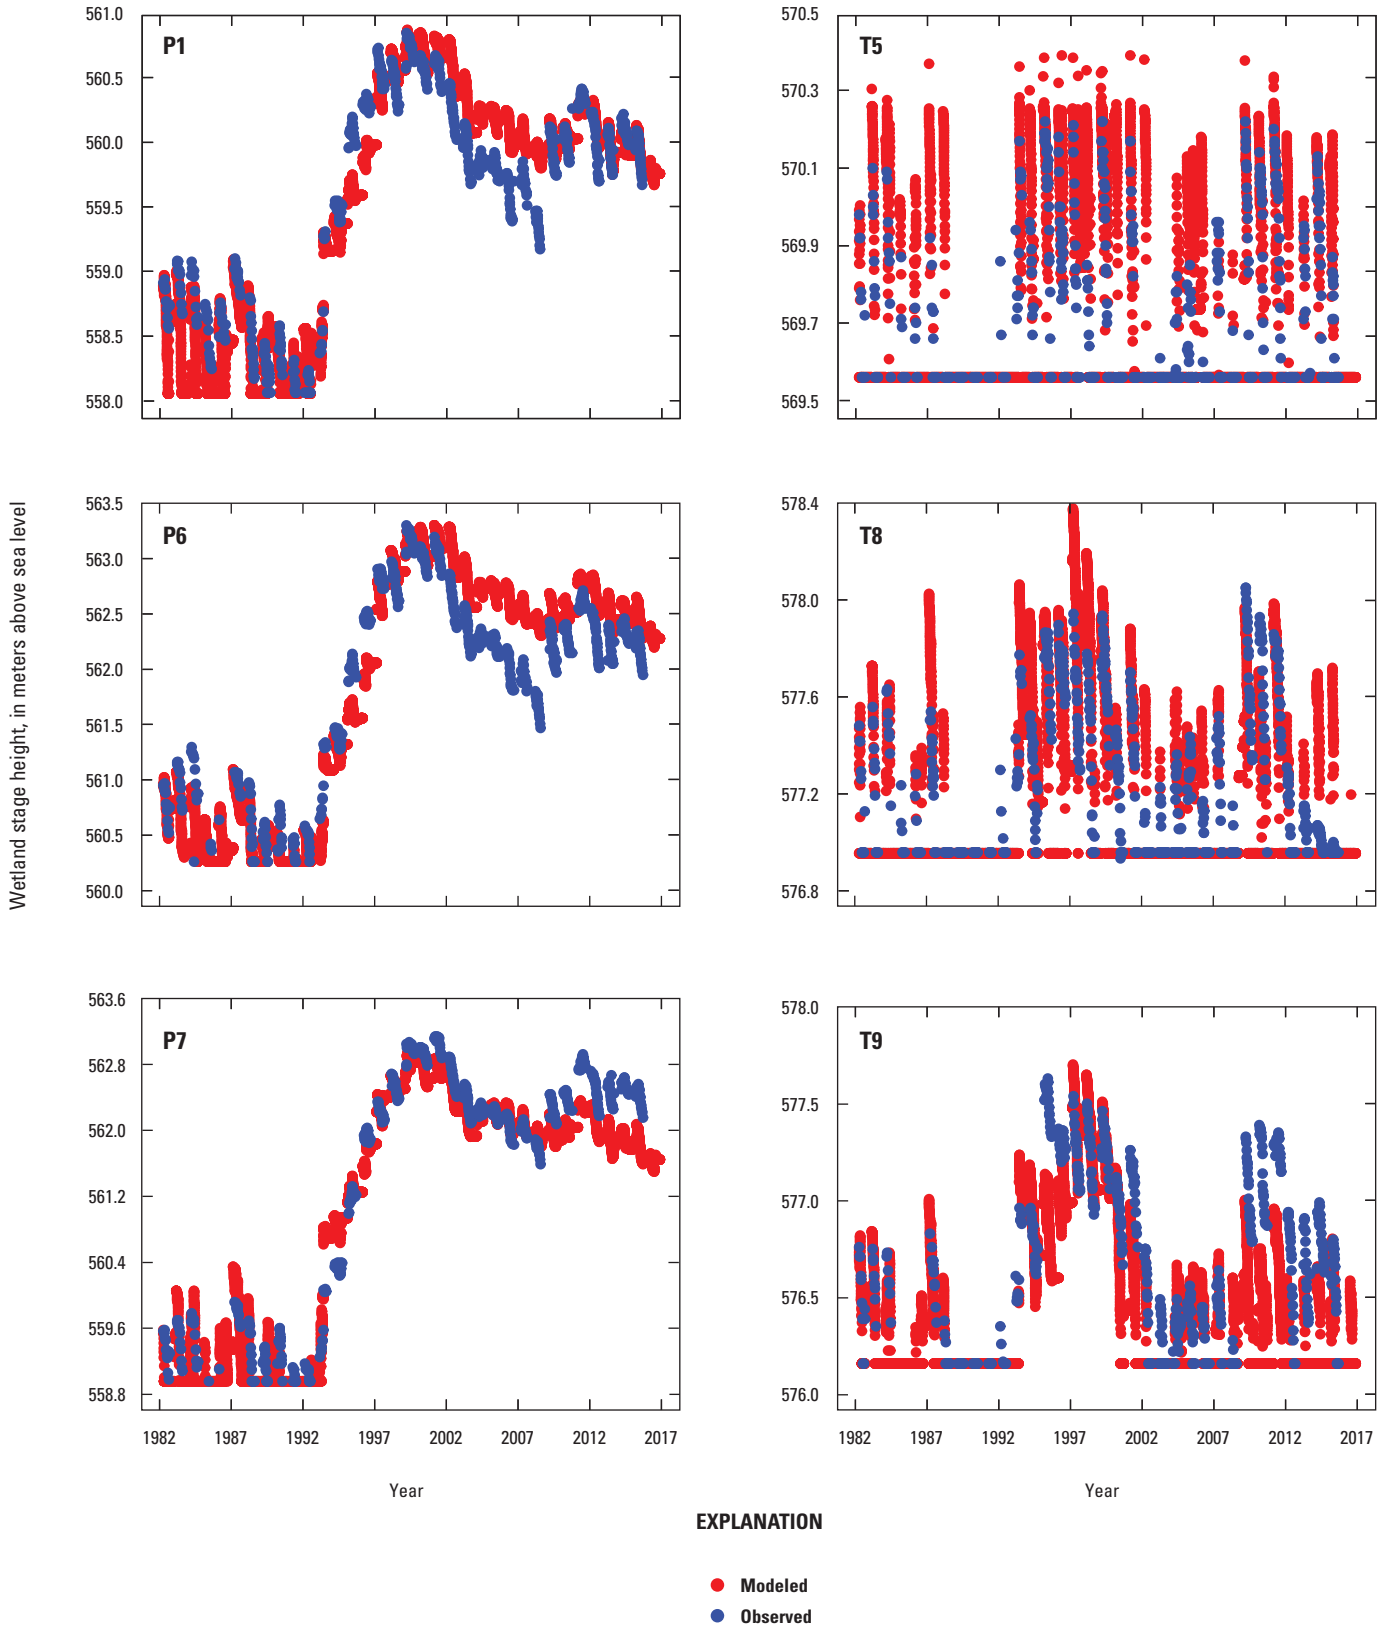 561.0
560.5
560.0
559.5
559.0
558.5
558.0
P1
570.5
570.3
570.1
569.9
569.7
569.5
T5
Wetland stage height, in meters above sea level
563.5
563.0
562.5
562.0
561.5
561.0
560.5
560.0
P6
578.4
578.0
577.6
577.2
576.8
T8
563.6
562.8
562.0
561.2
560.4
559.6
558.8
P7
578.0
577.5
577.0
576.5
576.0
T9
1982 1987 1992 1997 2002 2007 2012 2017
Year
1982 1987 1992 1997 2002 2007 2012 2017
Year
EXPLANATION
Modeled
Observed